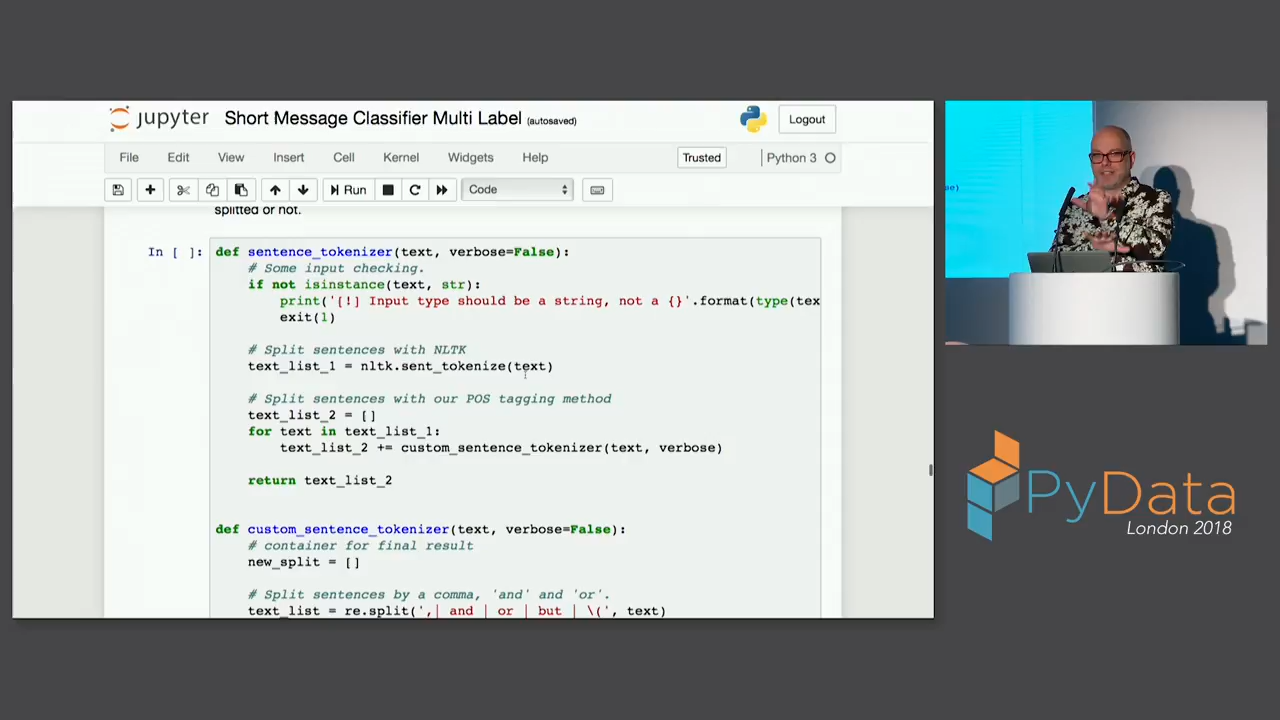 jupyter Short Message Classifier Multi Label (autosaved) Logout
File Edit View Insert Cell Kernel Widgets Help Trusted Python 3
Run Code
splitted or not.
In [ ]: def sentence_tokenizer(text, verbose=False):
# Some input checking.
if not isinstance(text, str):
print('[!] Input type should be a string, not a {}'.format(type(tex
exit(1)
# Split sentences with NLTK
text_list_1 = nltk.sent_tokenize(text)
# Split sentences with our POS tagging method
text_list_2 = []
for text in text_list_1:
text_list_2 += custom_sentence_tokenizer(text, verbose)
return text_list_2
def custom_sentence_tokenizer(text, verbose=False):
# container for final result
new_split = []
# Split sentences by a comma, 'and' and 'or'.
text_list = re.split(',| and | or | but | \(', text)
PyData
London 2018